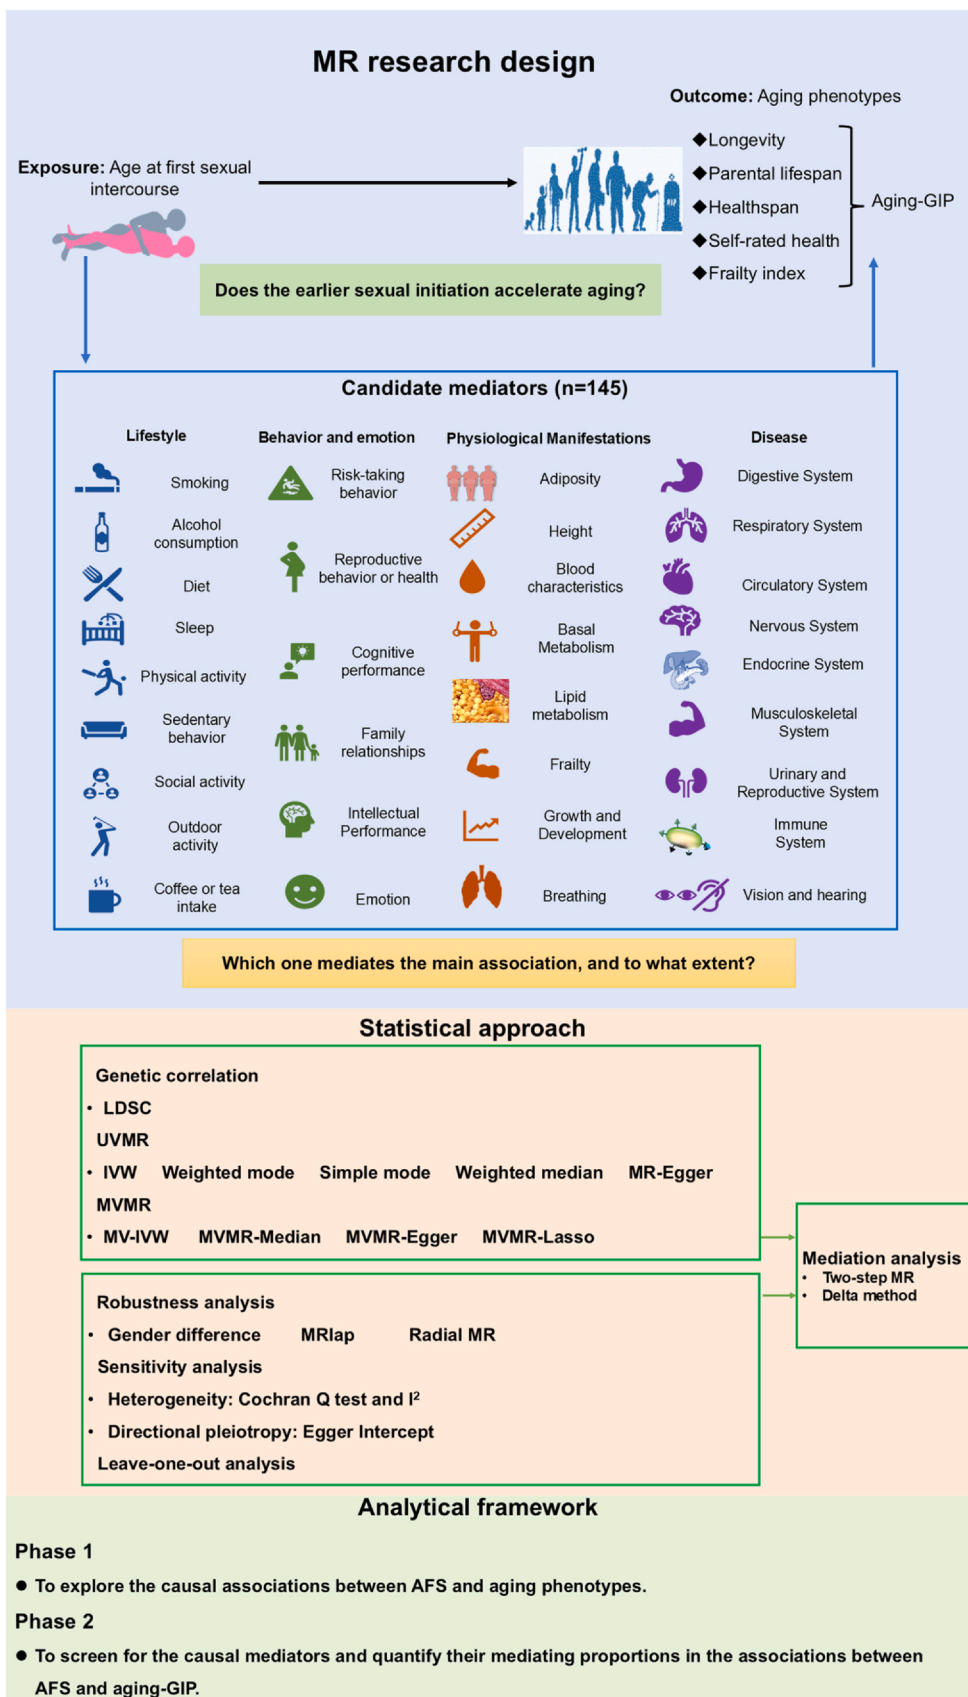 MR research design
Outcome: Aging phenotypes
Exposure: Age at first sexual
intercourse
◆Longevity
◆Parental lifespan
◆Healthspan
◆Self-rated health
◆Frailty index
Aging-GIP
RIP
Does the earlier sexual initiation accelerate aging?
Candidate mediators (n=145)
Lifestyle
Smoking
Alcohol
consumption
Diet
Sleep
Physical activity
Sedentary
behavior
Social activity
Outdoor
activity
Coffee or tea
intake
Behavior and emotion
Risk-taking
behavior
Reproductive
behavior or health
Cognitive
performance
Family
relationships
Intellectual
Performance
Emotion
Physiological Manifestations
Adiposity
Height
Blood
characteristics
Basal
Metabolism
Lipid
metabolism
Frailty
Growth and
Development
Breathing
Disease
Digestive System
Respiratory System
Circulatory System
Nervous System
Endocrine System
Musculoskeletal
System
Urinary and
Reproductive System
Immune
System
Vision and hearing
Which one mediates the main association, and to what extent?
Statistical approach
Genetic correlation
• LDSC
UVMR
• IVW Weighted mode Simple mode Weighted median MR-Egger
MVMR
• MV-IVW MVMR-Median MVMR-Egger MVMR-Lasso
Robustness analysis
• Gender difference MRlap Radial MR
Sensitivity analysis
• Heterogeneity: Cochran Q test and I²
• Directional pleiotropy: Egger Intercept
Leave-one-out analysis
Mediation analysis
• Two-step MR
• Delta method
Analytical framework
Phase 1
● To explore the causal associations between AFS and aging phenotypes.
Phase 2
● To screen for the causal mediators and quantify their mediating proportions in the associations between
AFS and aging-GIP.